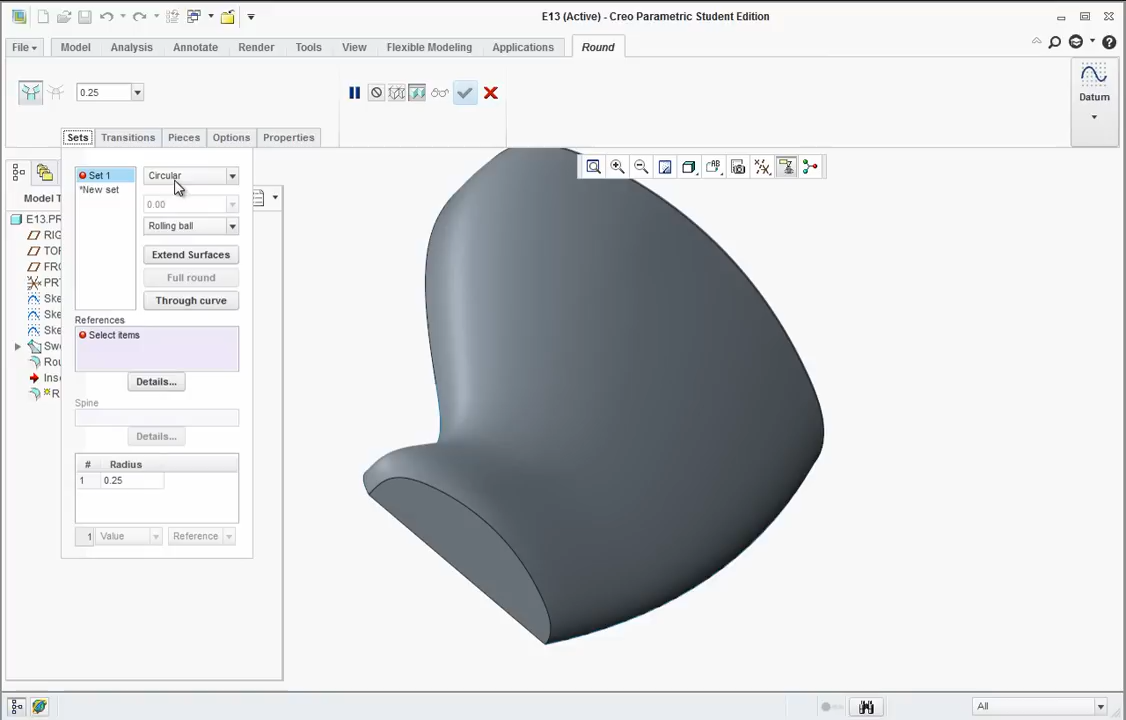 E13 (Active) - Creo Parametric Student Edition
File Model Analysis Annotate Render Tools View Flexible Modeling Applications Round
0.25
Datum
Sets Transitions Pieces Options Properties
Set 1
*New set
Circular
0.00
Rolling ball
Extend Surfaces
Full round
Through curve
References
Select items
Details...
Spine
Details...
# Radius
1 0.25
1 Value Reference
Model T
E13.PR
RIG
TOP
FRO
PRT
Ske
Ske
Ske
Swe
Rou
Inse
All